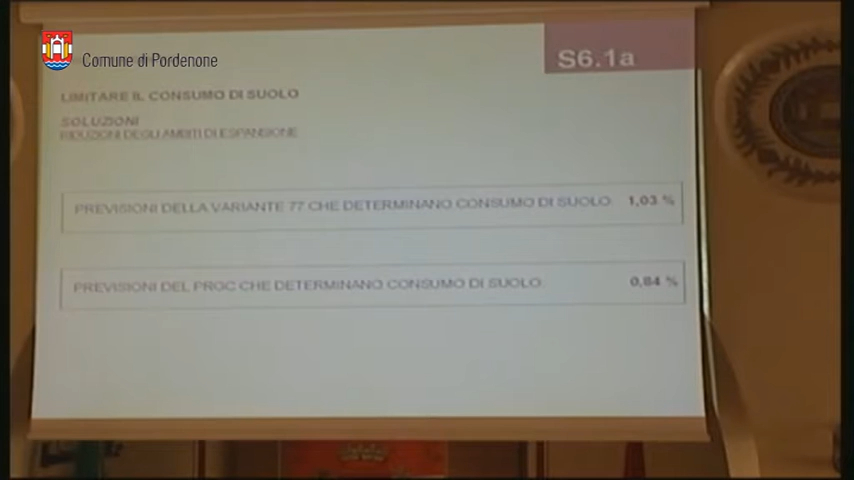 Comune di Pordenone
S6.1a
LIMITARE IL CONSUMO DI SUOLO
SOLUZIONI
RIDUZIONI DEGLI AMBITI DI ESPANSIONE
PREVISIONI DELLA VARIANTE 77 CHE DETERMINANO CONSUMO DI SUOLO 1,03 %
PREVISIONI DEL PRGC CHE DETERMINANO CONSUMO DI SUOLO 0,84 %